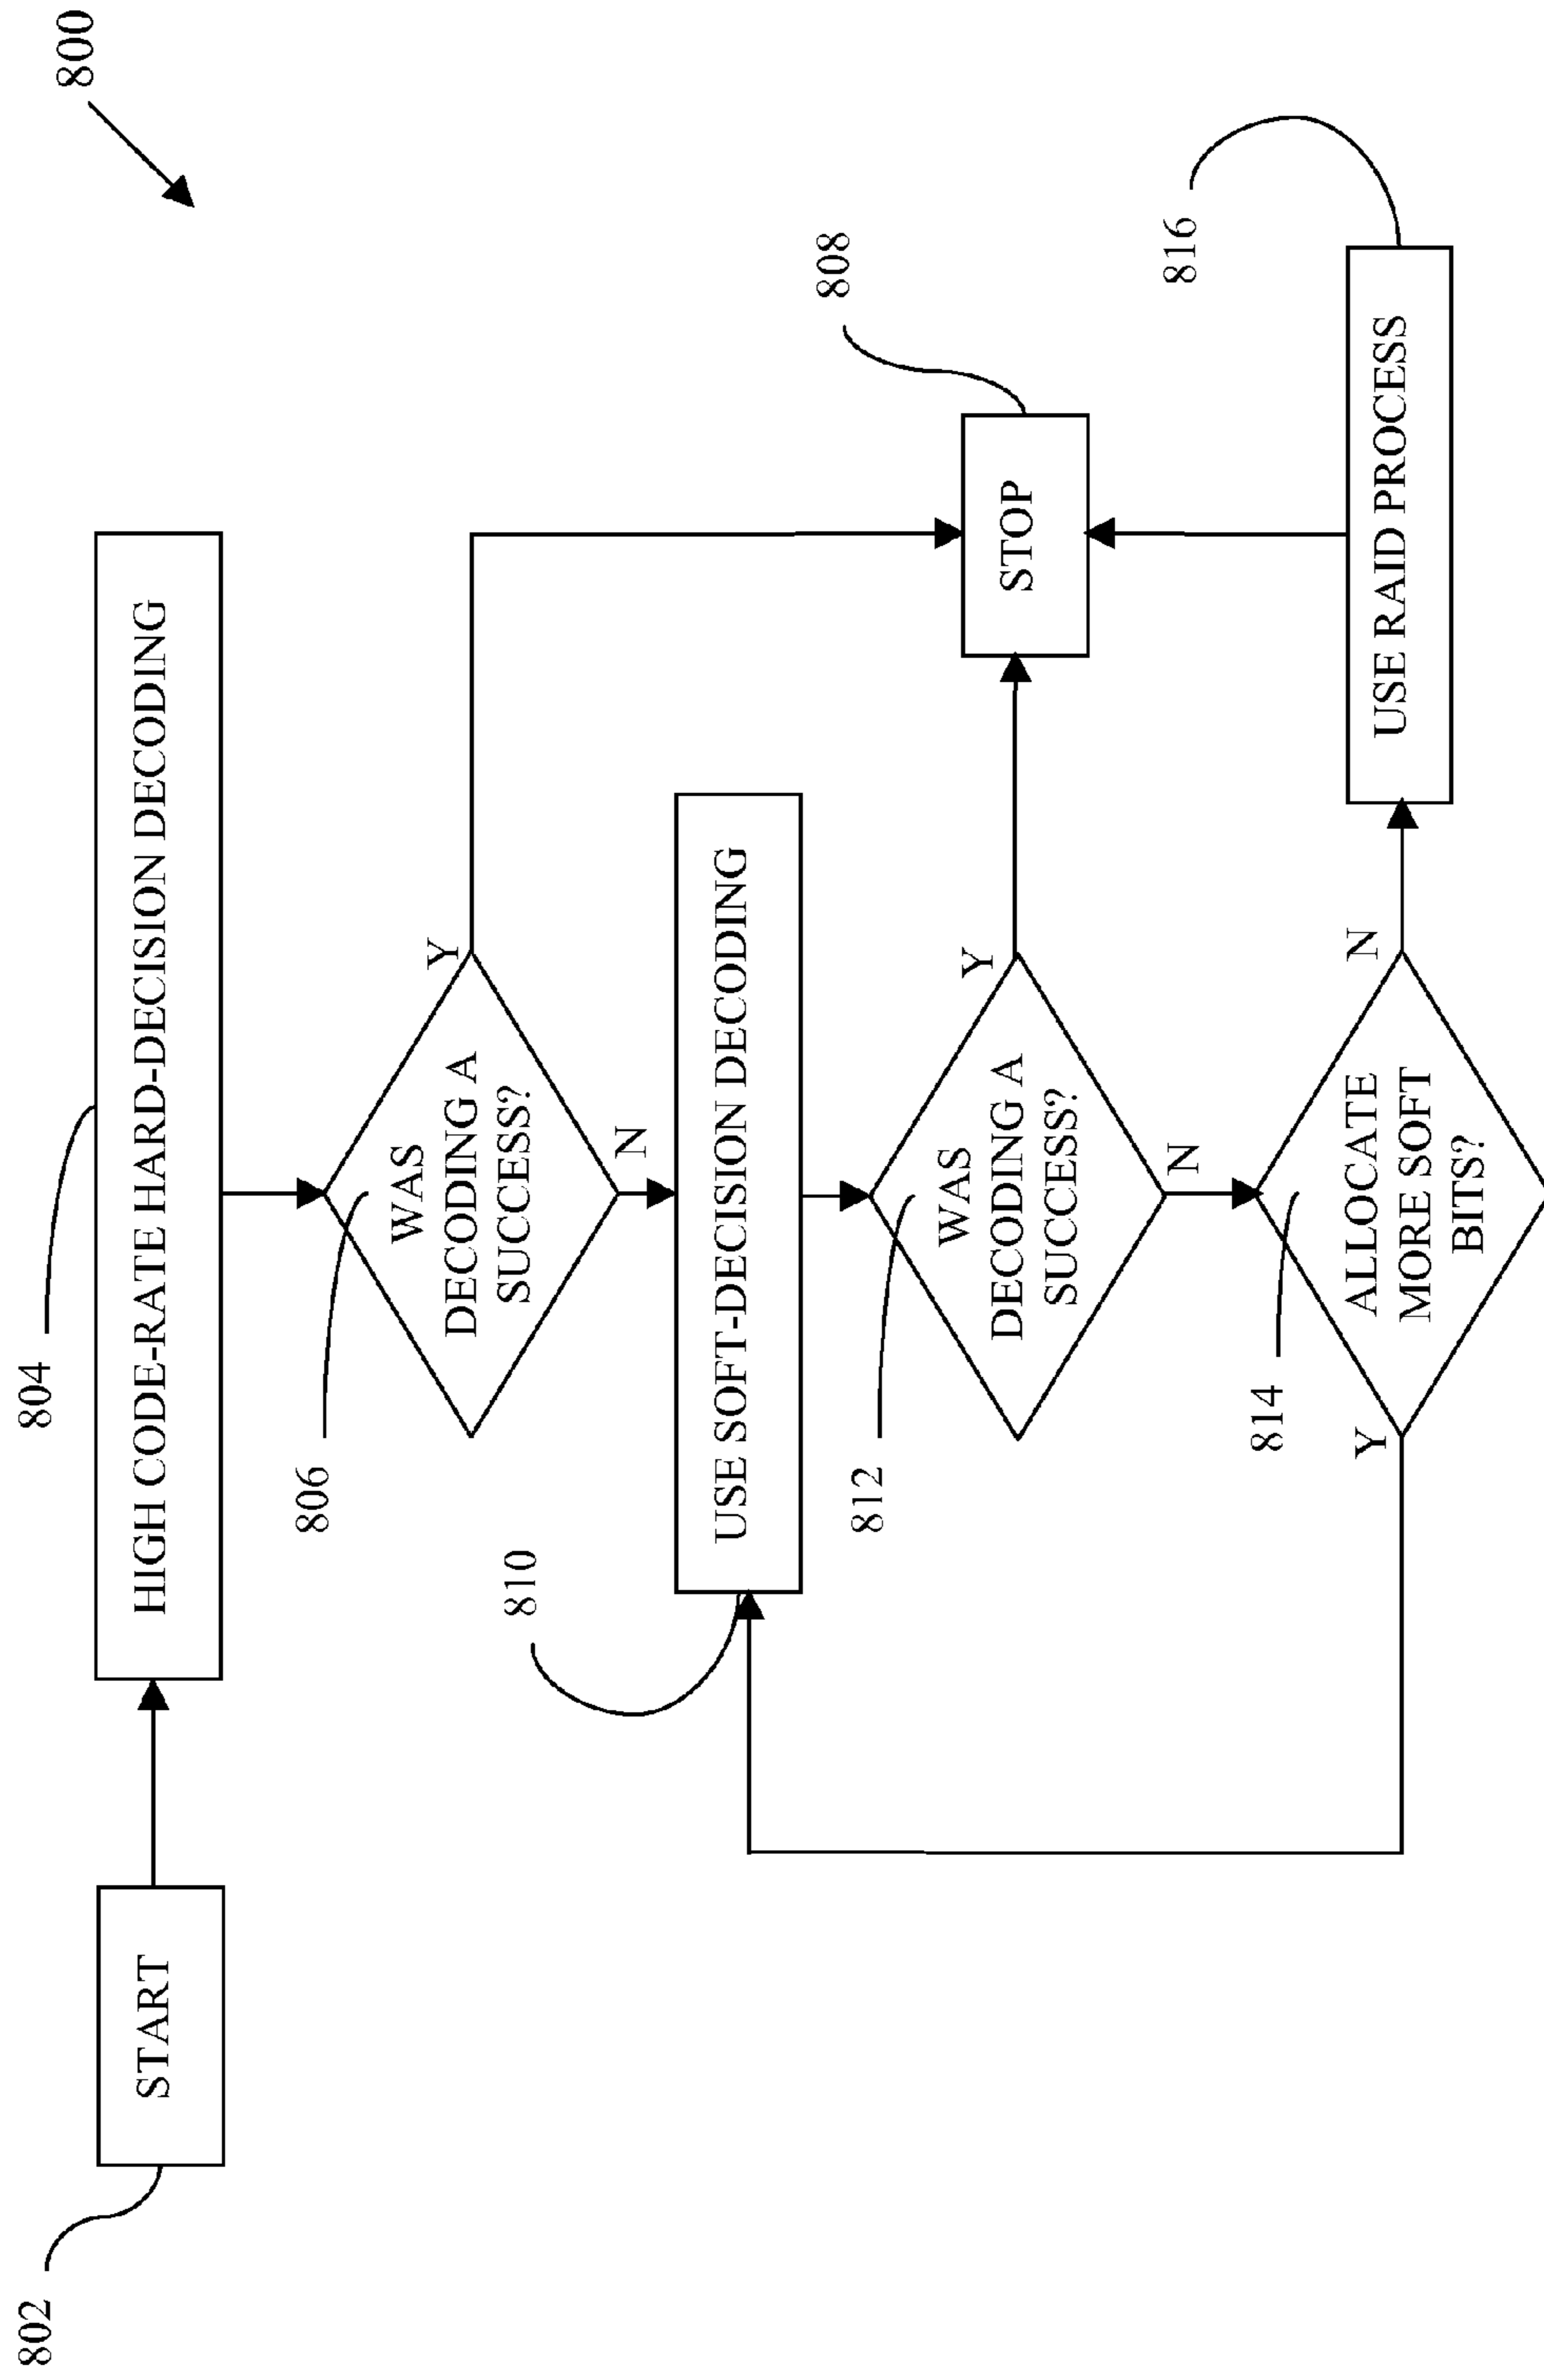 800
802
START
804
HIGH CODE-RATE HARD-DECISION DECODING
806
WAS
DECODING A
SUCCESS?
Y
N
808
STOP
810
USE SOFT-DECISION DECODING
812
WAS
DECODING A
SUCCESS?
Y
N
814
ALLOCATE
MORE SOFT
BITS?
Y
N
816
USE RAID PROCESS